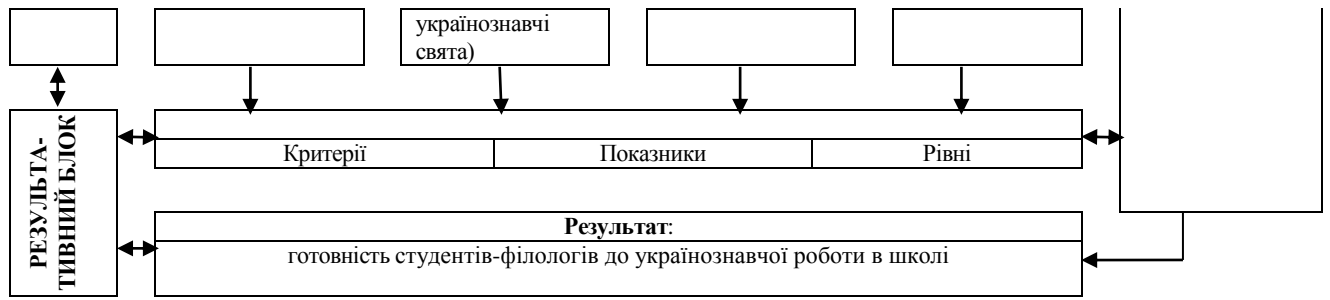 українознавчі
свята)
РЕЗУЛЬТА-
ТИВНИЙ БЛОК
Критерії Показники Рівні
Результат:
готовність студентів-філологів до українознавчої роботи в школі